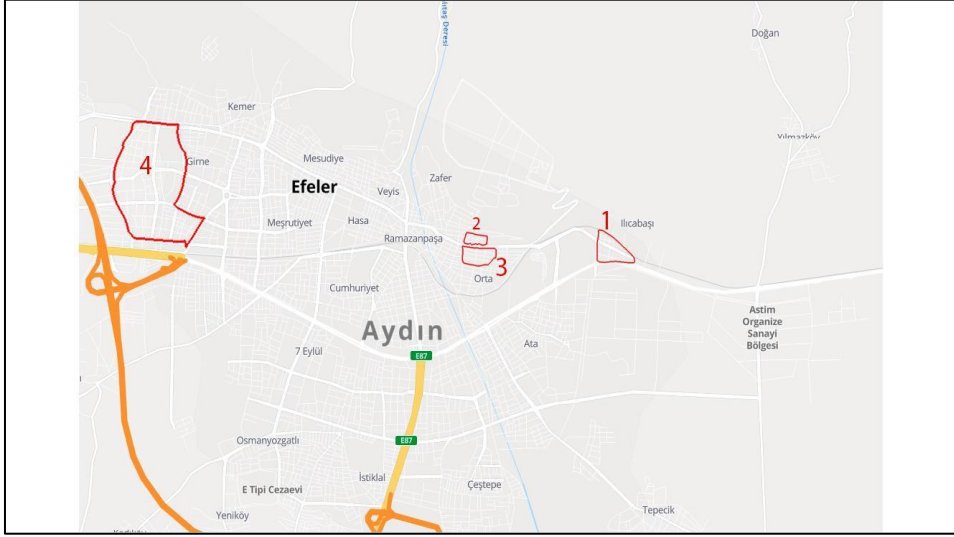 Doğan
Kemer
Yılmazköy
4
Girne
Mesudiye
Efeler
Zafer
Veyis
Meşrutiyet
Hasa
2
1
Ilıcabaşı
Ramazanpaşa
3
Orta
Cumhuriyet
Astim
Organize
Sanayi
Bölgesi
Aydın
Ata
7 Eylül
E87
E87
Osmanyozgatlı
İstiklal
E Tipi Cezaevi
Çeştepe
Yeniköy
Tepecik